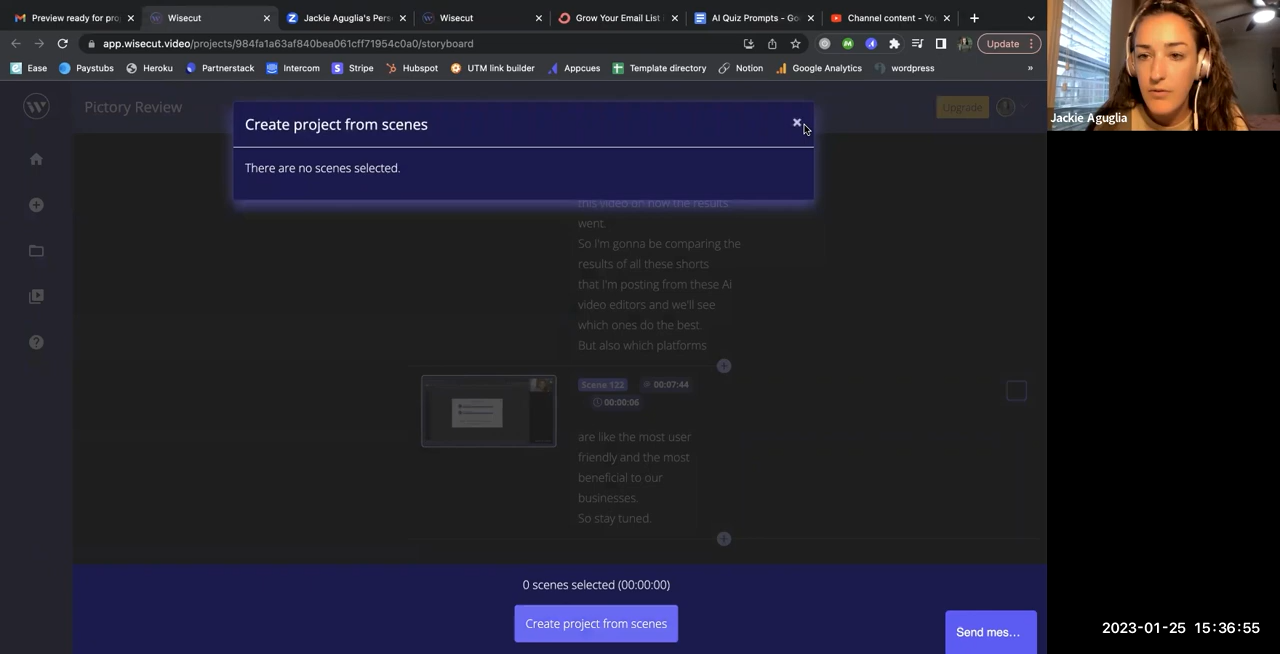 Preview ready for pro
Wisecut
Jackie Aguglia's Pers
Wisecut
Grow Your Email List
AI Quiz Prompts - Go
Channel content - Yo
app.wisecut.video/projects/984fa1a63af840bea061cff71954c0a0/storyboard
Update
Ease
Paystubs
Heroku
Partnerstack
Intercom
Stripe
Hubspot
UTM link builder
Appcues
Template directory
Notion
Google Analytics
wordpress
»
Pictory Review
Upgrade
Create project from scenes
There are no scenes selected.
this video on how the results
went.
So I'm gonna be comparing the
results of all these shorts
that I'm posting from these AI
video editors and we'll see
which ones do the best.
But also which platforms
Scene 122
00:07:44
00:00:06
are like the most user
friendly and the most
beneficial to our
businesses.
So stay tuned.
0 scenes selected (00:00:00)
Create project from scenes
Send mes...
Jackie Aguglia
2023-01-25 15:36:55